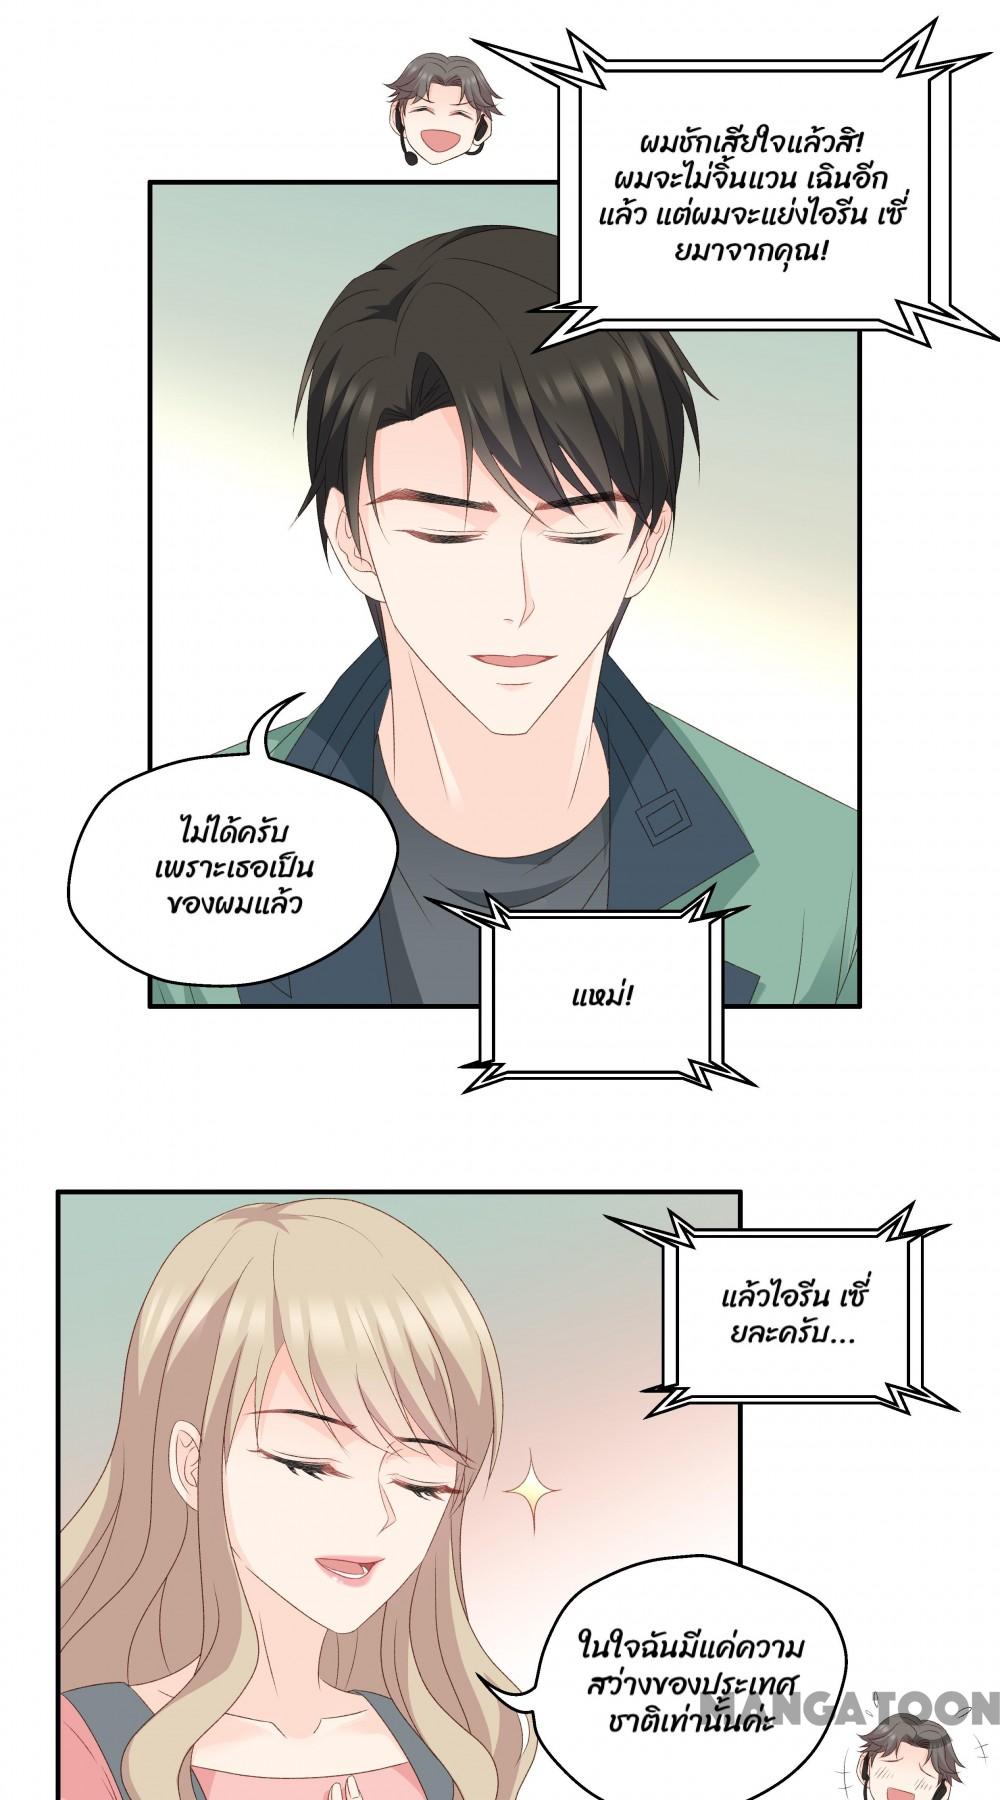 ผมชักเสียใจแล้วสิ!
ผมจะไม่จิ้นแวน เฉินอีก
แล้ว แต่ผมจะแย่งไอรีน เซี่
ยมาจากคุณ!
ไม่ได้ครับ
เพราะเธอเป็น
ของผมแล้ว
แหม่!
แล้วไอรีน เซี่
ยละครับ...
ในใจฉันมีแค่ความ
สว่างของประเทศ
ชาติเท่านั้นค่ะ
MANGATOON